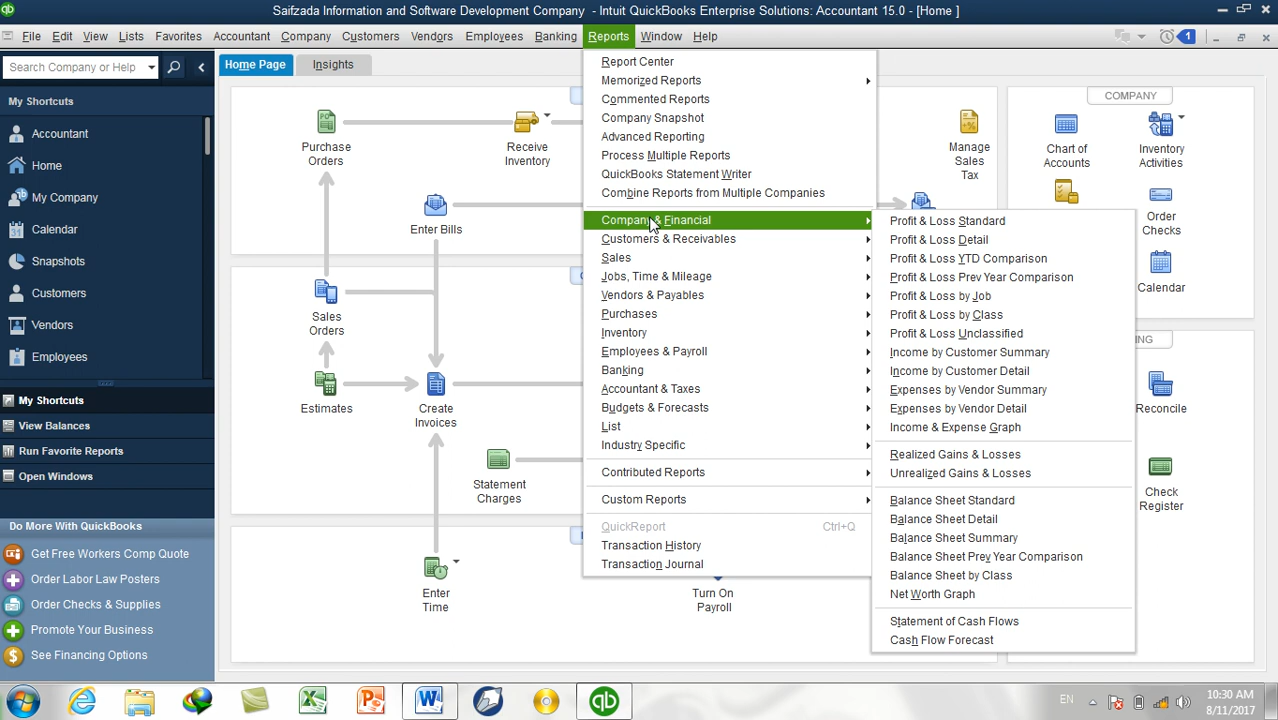 Saifzada Information and Software Development Company - Intuit QuickBooks Enterprise Solutions: Accountant 15.0 - [Home ]
qb
File Edit View Lists Favorites Accountant Company Customers Vendors Employees Banking Reports Window Help
1
Search Company or Help
My Shortcuts
Accountant
Home
My Company
Calendar
Snapshots
Customers
Vendors
Employees
My Shortcuts
View Balances
Run Favorite Reports
Open Windows
Do More With QuickBooks
Get Free Workers Comp Quote
Order Labor Law Posters
Order Checks & Supplies
Promote Your Business
See Financing Options
Home Page
Insights
Purchase Orders
Receive Inventory
Enter Bills
Sales Orders
Estimates
Create Invoices
Statement Charges
Enter Time
Turn On Payroll
Manage Sales Tax
Report Center
Memorized Reports
Commented Reports
Company Snapshot
Advanced Reporting
Process Multiple Reports
QuickBooks Statement Writer
Combine Reports from Multiple Companies
Company & Financial
Customers & Receivables
Sales
Jobs, Time & Mileage
Vendors & Payables
Purchases
Inventory
Employees & Payroll
Banking
Accountant & Taxes
Budgets & Forecasts
List
Industry Specific
Contributed Reports
Custom Reports
QuickReport Ctrl+Q
Transaction History
Transaction Journal
Profit & Loss Standard
Profit & Loss Detail
Profit & Loss YTD Comparison
Profit & Loss Prev Year Comparison
Profit & Loss by Job
Profit & Loss by Class
Profit & Loss Unclassified
Income by Customer Summary
Income by Customer Detail
Expenses by Vendor Summary
Expenses by Vendor Detail
Income & Expense Graph
Realized Gains & Losses
Unrealized Gains & Losses
Balance Sheet Standard
Balance Sheet Detail
Balance Sheet Summary
Balance Sheet Prev Year Comparison
Balance Sheet by Class
Net Worth Graph
Statement of Cash Flows
Cash Flow Forecast
COMPANY
Chart of Accounts
Inventory Activities
Order Checks
Calendar
NG
Reconcile
Check Register
EN
10:30 AM
8/11/2017